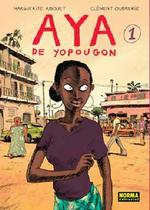 MARGUERITE ABOUET
CLÉMENT OUBRERIE
AYA
1
DE YOPOUGON
NORMA
Editorial